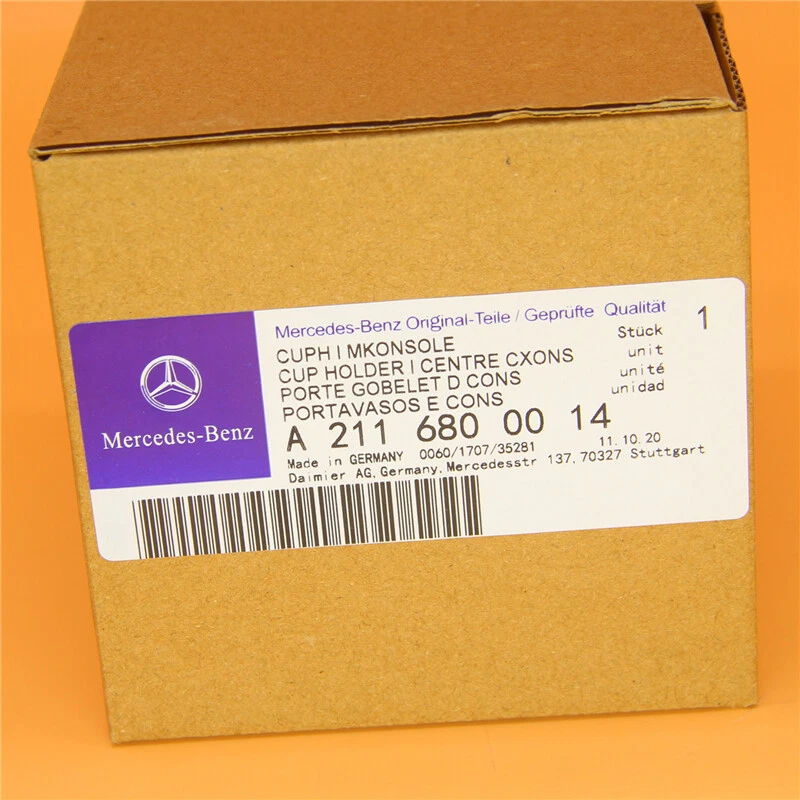 Mercedes-Benz Original-Teile / Geprüfte Qualität
CUPH I MKONSOLE
CUP HOLDER I CENTRE CXONS
PORTE GOBELET D CONS
PORTAVASOS E CONS
Stück 1
unit
unité
unidad
A 211 680 00 14
Made in GERMANY 0060/1707/35281 11.10.20
Daimier AG, Germany, Mercedesstr 137, 70327 Stuttgart
Mercedes-Benz